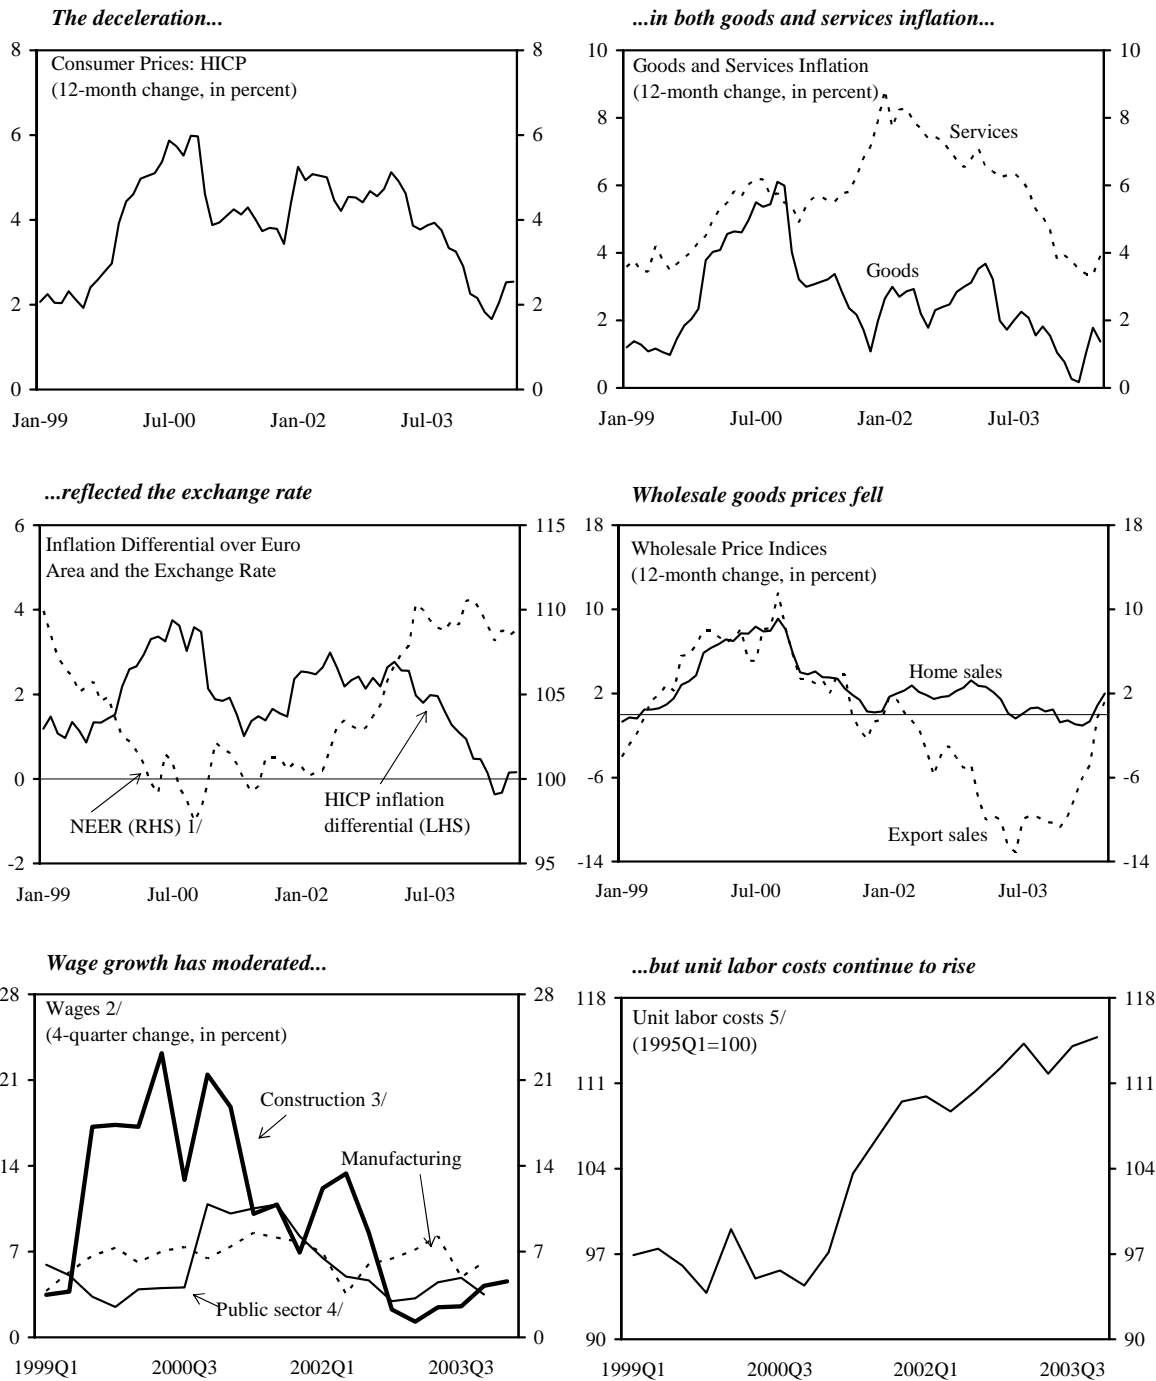 The deceleration...
8
8
Consumer Prices: HICP
(12-month change, in percent)
6
6
4
4
2
2
0
0
Jan-99
Jul-00
Jan-02
Jul-03
...in both goods and services inflation...
10
10
Goods and Services Inflation
(12-month change, in percent)
8
8
Services
6
6
4
4
Goods
2
2
0
0
Jan-99
Jul-00
Jan-02
Jul-03
...reflected the exchange rate
6
115
Inflation Differential over Euro
Area and the Exchange Rate
4
110
2
105
0
100
HICP inflation
differential (LHS)
NEER (RHS) 1/
-2
95
Jan-99
Jul-00
Jan-02
Jul-03
Wholesale goods prices fell
18
18
Wholesale Price Indices
(12-month change, in percent)
10
10
Home sales
2
2
-6
-6
Export sales
-14
-14
Jan-99
Jul-00
Jan-02
Jul-03
Wage growth has moderated...
28
28
Wages 2/
(4-quarter change, in percent)
21
21
Construction 3/
Manufacturing
14
14
7
7
Public sector 4/
0
0
1999Q1
2000Q3
2002Q1
2003Q3
...but unit labor costs continue to rise
118
118
Unit labor costs 5/
(1995Q1=100)
111
111
104
104
97
97
90
90
1999Q1
2000Q3
2002Q1
2003Q3